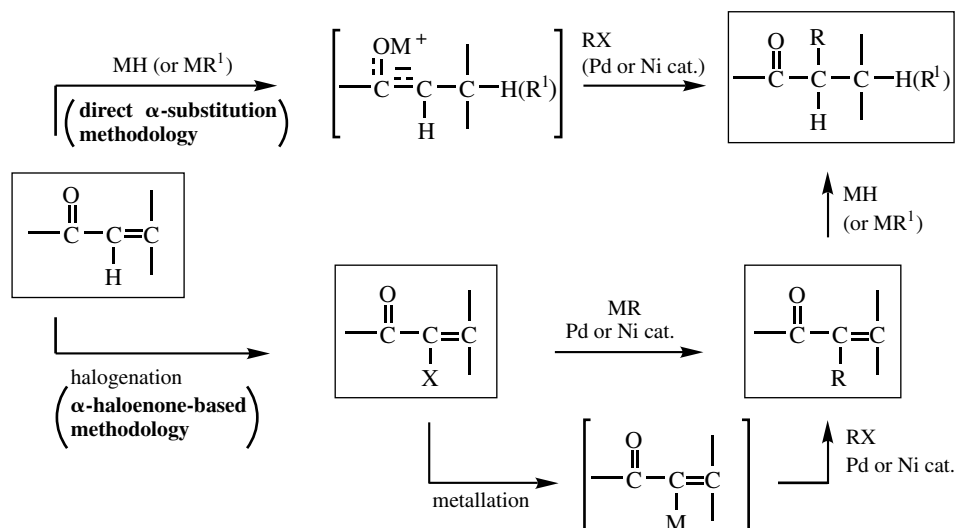 MH (or MR¹)
(direct α-substitution
methodology)
OM⁺
C C C H(R¹)
H
RX
(Pd or Ni cat.)
O R
C C C H(R¹)
H
O
C C C
H
MH
(or MR¹)
halogenation
(α-haloenone-based
methodology)
O
C C C
X
MR
Pd or Ni cat.
O
C C C
R
metallation
O
C C C
M
RX
Pd or Ni cat.